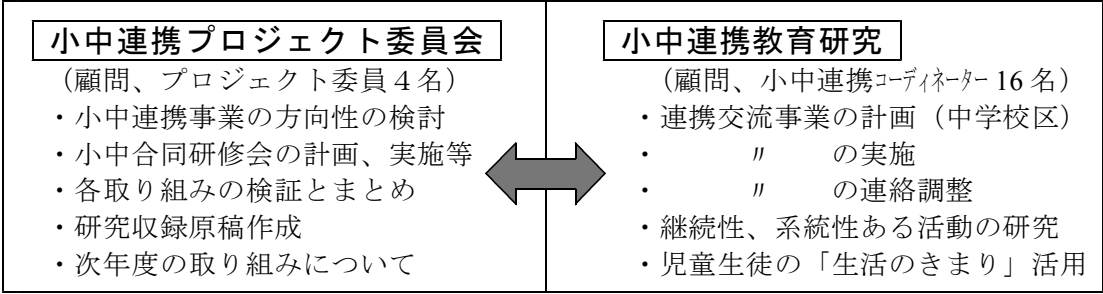 小中連携プロジェクト委員会
（顧問、プロジェクト委員４名）
・小中連携事業の方向性の検討
・小中合同研修会の計画、実施等
・各取り組みの検証とまとめ
・研究収録原稿作成
・次年度の取り組みについて
小中連携教育研究
（顧問、小中連携ｺｰﾃﾞｨﾈｰﾀｰ 16 名）
・連携交流事業の計画（中学校区）
・　　〃　　の実施
・　　〃　　の連絡調整
・継続性、系統性ある活動の研究
・児童生徒の「生活のきまり」活用